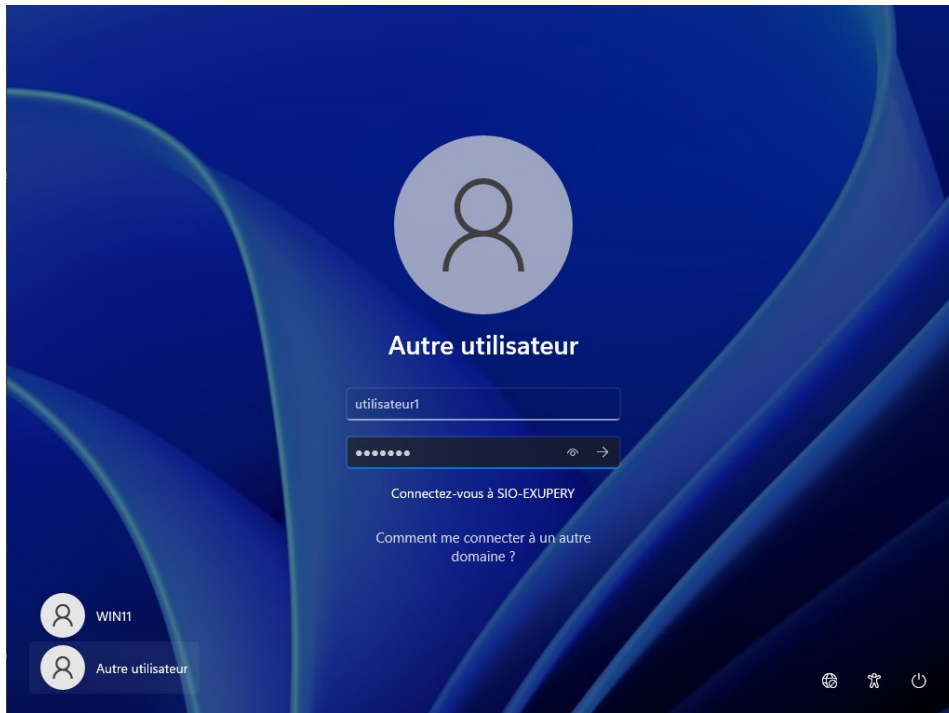 Autre utilisateur
utilisateur1
Connectez-vous à SIO-EXUPERY
Comment me connecter à un autre
domaine ?
WIN11
Autre utilisateur